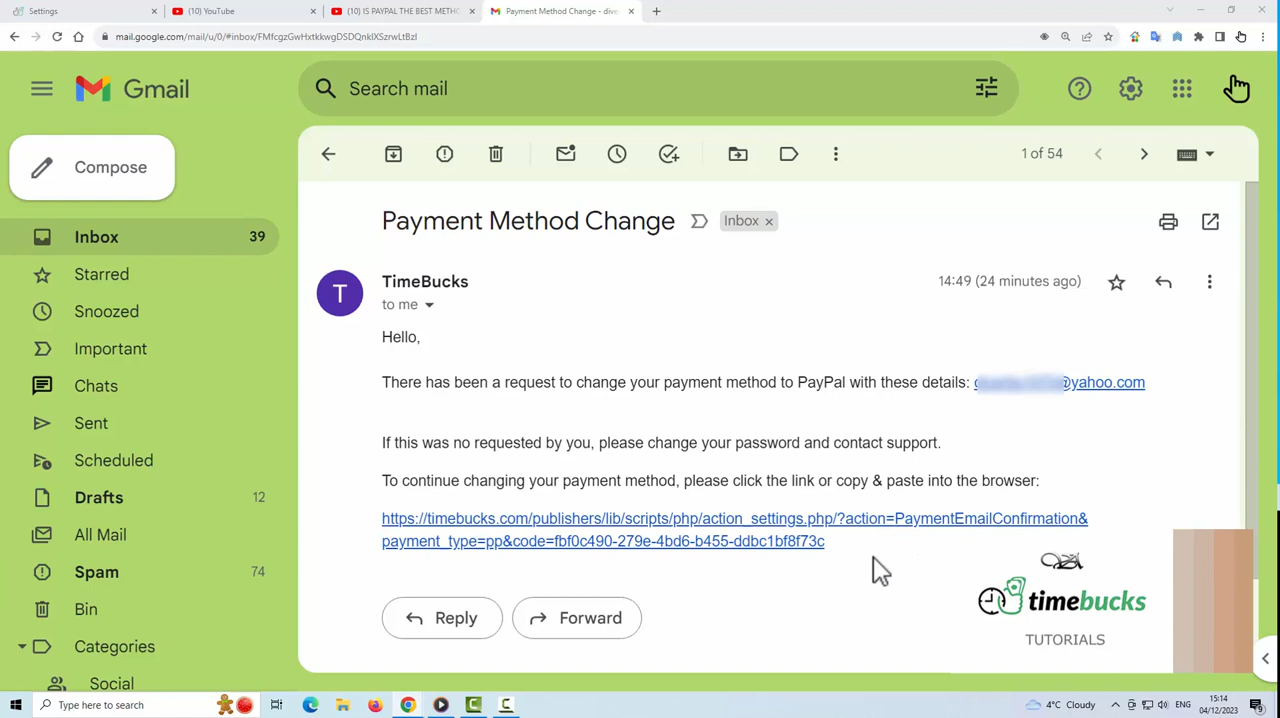 Settings
(10) YouTube
(10) IS PAYPAL THE BEST METHO
Payment Method Change - dive
mail.google.com/mail/u/0/#inbox/FMfcgzGwHxtkkwgDSDQnklXSzrwLtBzl
Gmail
Search mail
Compose
1 of 54
Inbox 39
Starred
Snoozed
Important
Chats
Sent
Scheduled
Drafts 12
All Mail
Spam 74
Bin
Categories
Social
Payment Method Change
Inbox x
T
TimeBucks
14:49 (24 minutes ago)
to me
Hello,
There has been a request to change your payment method to PayPal with these details: @yahoo.com
If this was no requested by you, please change your password and contact support.
To continue changing your payment method, please click the link or copy & paste into the browser:
https://timebucks.com/publishers/lib/scripts/php/action_settings.php/?action=PaymentEmailConfirmation&
payment_type=pp&code=fbf0c490-279e-4bd6-b455-ddbc1bf8f73c
Reply
Forward
timebucks
TUTORIALS
Type here to search
4°C Cloudy
ENG
15:14
04/12/2023